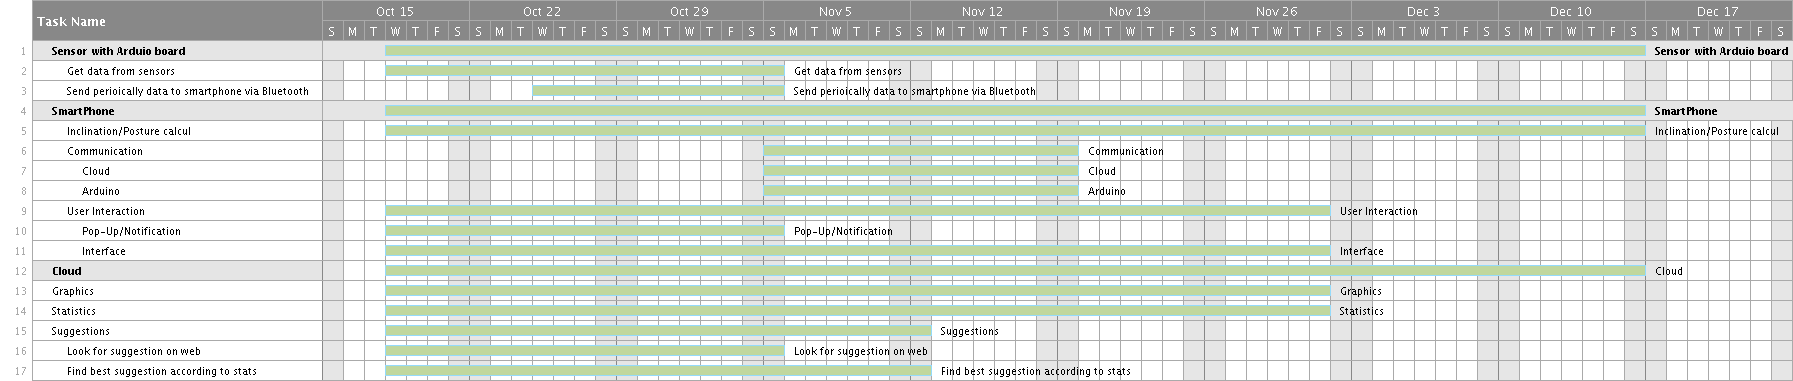 Task Name
Oct 15 Oct 22 Oct 29 Nov 5 Nov 12 Nov 19 Nov 26 Dec 3 Dec 10 Dec 17
S M T W T F S S M T W T F S S M T W T F S S M T W T F S S M T W T F S S M T W T F S S M T W T F S S M T W T F S S M T W T F S S M T W T F S
1 Sensor with Arduio board Sensor with Arduio board
2 Get data from sensors Get data from sensors
3 Send perioically data to smartphone via Bluetooth Send perioically data to smartphone via Bluetooth
4 SmartPhone SmartPhone
5 Inclination/Posture calcul Inclination/Posture calcul
6 Communication Communication
7 Cloud Cloud
8 Arduino Arduino
9 User Interaction User Interaction
10 Pop-Up/Notification Pop-Up/Notification
11 Interface Interface
12 Cloud Cloud
13 Graphics Graphics
14 Statistics Statistics
15 Suggestions Suggestions
16 Look for suggestion on web Look for suggestion on web
17 Find best suggestion according to stats Find best suggestion according to stats